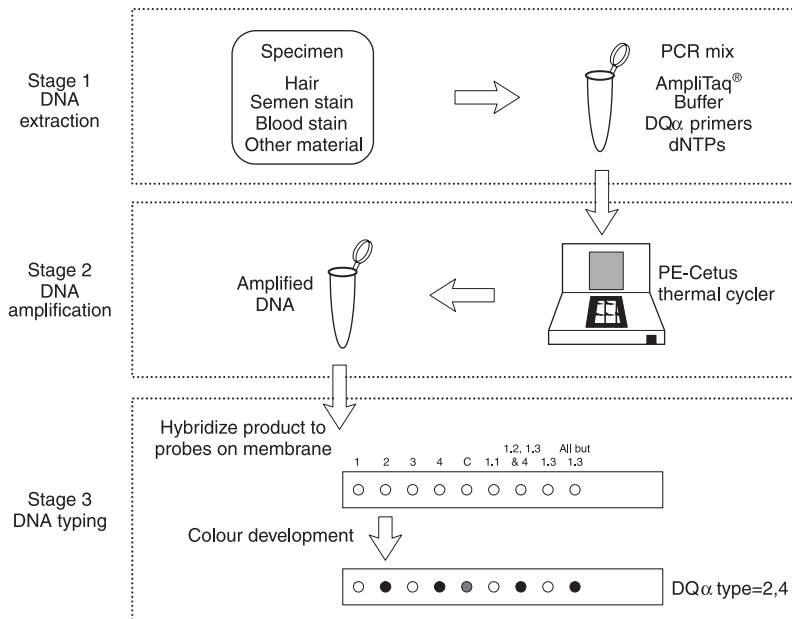 Stage 1
DNA
extraction
Specimen
Hair
Semen stain
Blood stain
Other material
PCR mix
AmpliTaq®
Buffer
DQα primers
dNTPs
Stage 2
DNA
amplification
Amplified
DNA
PE-Cetus
thermal cycler
Stage 3
DNA typing
Hybridize product to
probes on membrane
1.2, 1.3 All but
1 2 3 4 C 1.1 & 4 1.3 1.3
Colour development
DQα type=2,4